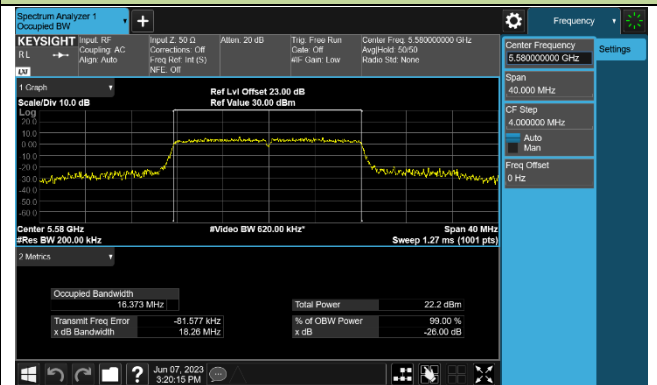 Spectrum Analyzer 1
Occupied BW
Frequency
KEYSIGHT
RL
Input: RF
Coupling: AC
Align: Auto
Input Z: 50 Ω
Corrections: Off
Freq Ref: Int (S)
NFE: Off
Atten: 20 dB
Trig: Free Run
Gate: Off
#IF Gain: Low
Center Freq: 5.580000000 GHz
Avg|Hold: 50/50
Radio Std: None
LXI
Center Frequency
5.580000000 GHz
Settings
Span
40.000 MHz
CF Step
4.000000 MHz
Auto
Man
Freq Offset
0 Hz
1 Graph
Scale/Div 10.0 dB
Ref Lvl Offset 23.00 dB
Ref Value 30.00 dBm
Log
20.0
10.0
0.00
-10.0
-20.0
-30.0
-40.0
-50.0
-60.0
Center 5.58 GHz
#Res BW 200.00 kHz
#Video BW 620.00 kHz*
Span 40 MHz
Sweep 1.27 ms (1001 pts)
2 Metrics
Occupied Bandwidth
16.373 MHz
Total Power 22.2 dBm
Transmit Freq Error -81.577 kHz
% of OBW Power 99.00 %
x dB Bandwidth 18.26 MHz
x dB -26.00 dB
Jun 07, 2023
3:20:15 PM